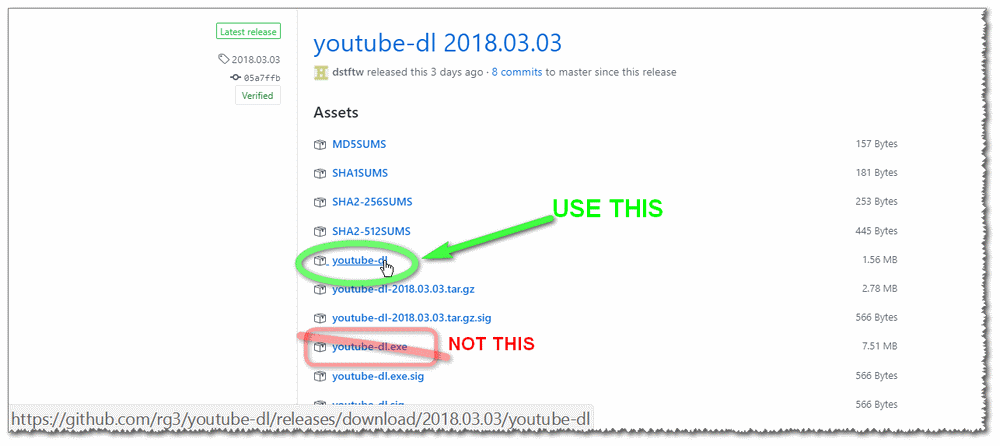 Latest release
2018.03.03
05a7ffb
Verified
youtube-dl 2018.03.03
dstftw released this 3 days ago · 8 commits to master since this release
Assets
MD5SUMS 157 Bytes
SHA1SUMS 181 Bytes
SHA2-256SUMS 253 Bytes
USE THIS
SHA2-512SUMS 445 Bytes
youtube-dl 1.56 MB
youtube-dl-2018.03.03.tar.gz 2.78 MB
youtube-dl-2018.03.03.tar.gz.sig 566 Bytes
youtube-dl.exe 7.51 MB
NOT THIS
youtube-dl.exe.sig 566 Bytes
youtube-dl.sig 566 Bytes
https://github.com/rg3/youtube-dl/releases/download/2018.03.03/youtube-dl